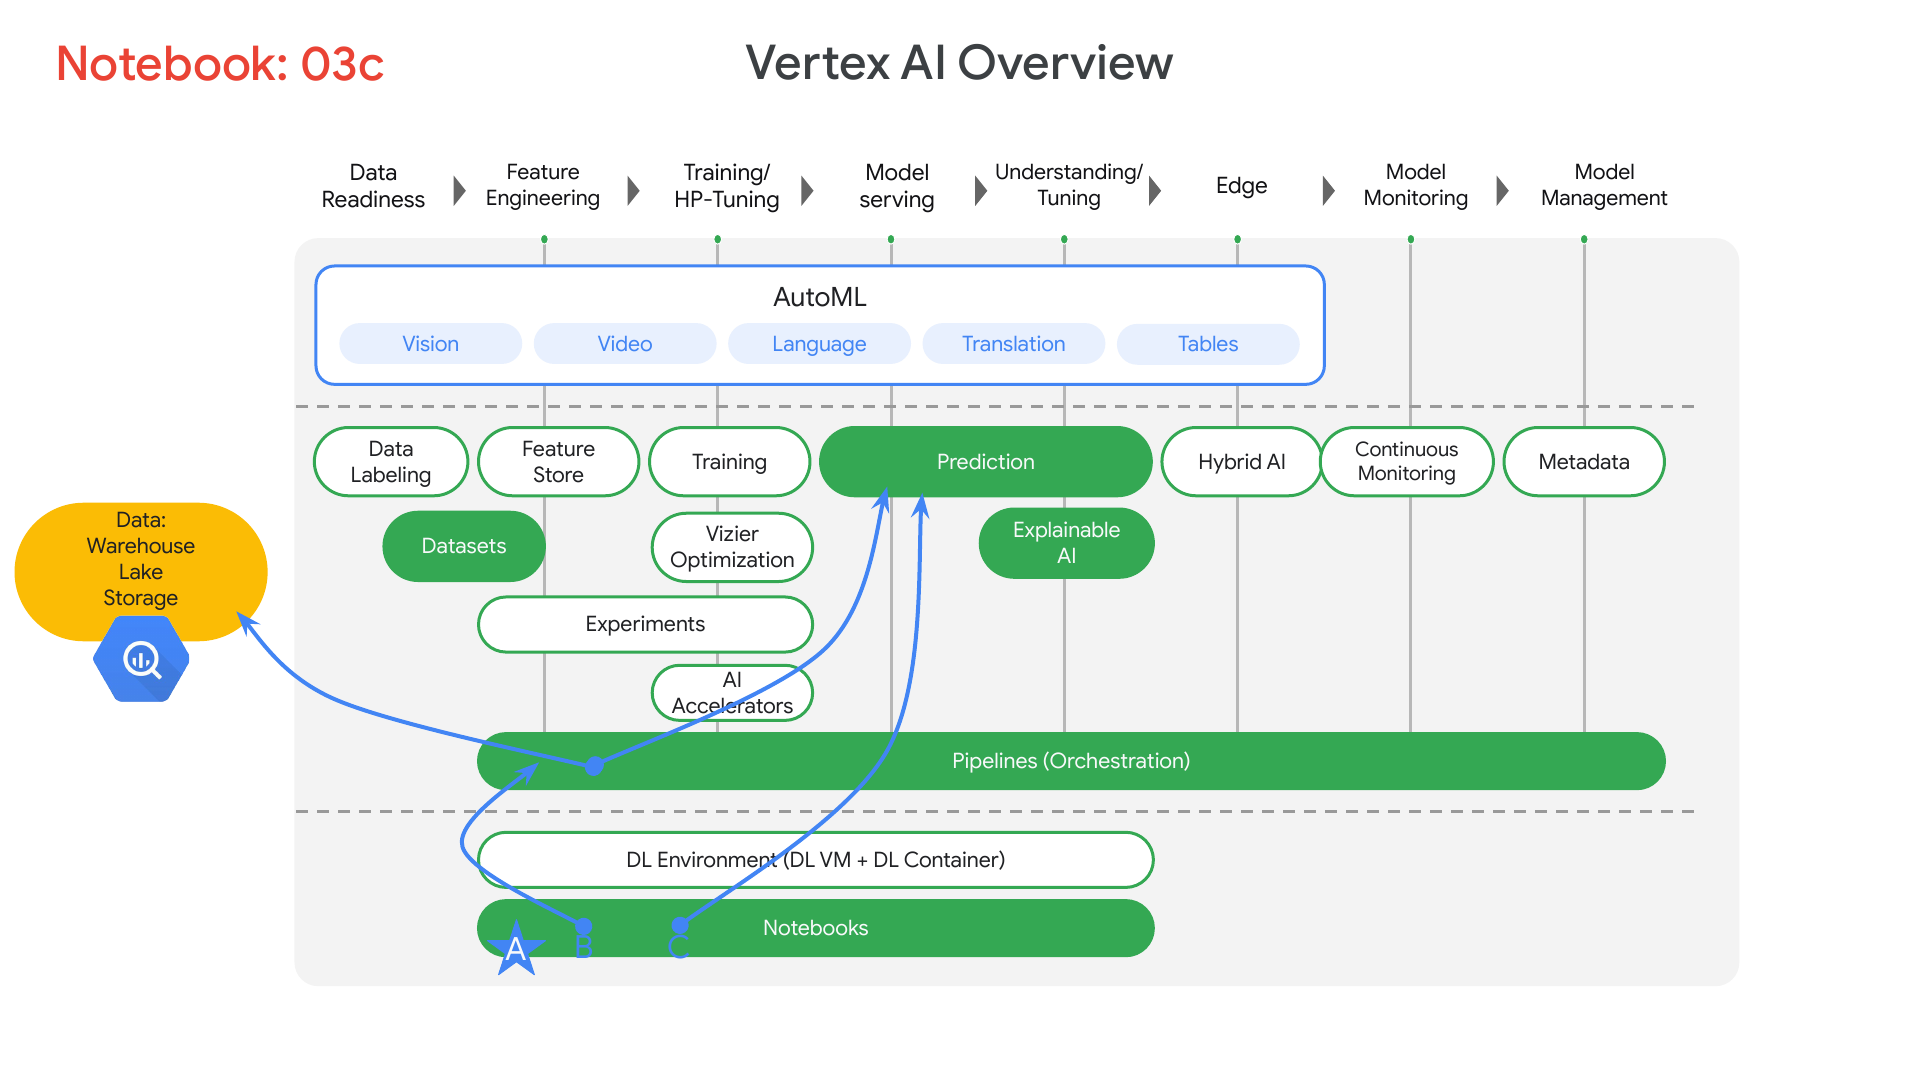 Notebook: 03c
Vertex AI Overview
Data
Readiness
Feature
Engineering
Training/
HP-Tuning
Model
serving
Understanding/
Tuning
Edge
Model
Monitoring
Model
Management
AutoML
Vision
Video
Language
Translation
Tables
Data
Labeling
Feature
Store
Training
Prediction
Hybrid AI
Continuous
Monitoring
Metadata
Data:
Warehouse
Lake
Storage
Datasets
Vizier
Optimization
Explainable
AI
Experiments
AI
Accelerators
Pipelines (Orchestration)
DL Environment (DL VM + DL Container)
Notebooks
A
B
C